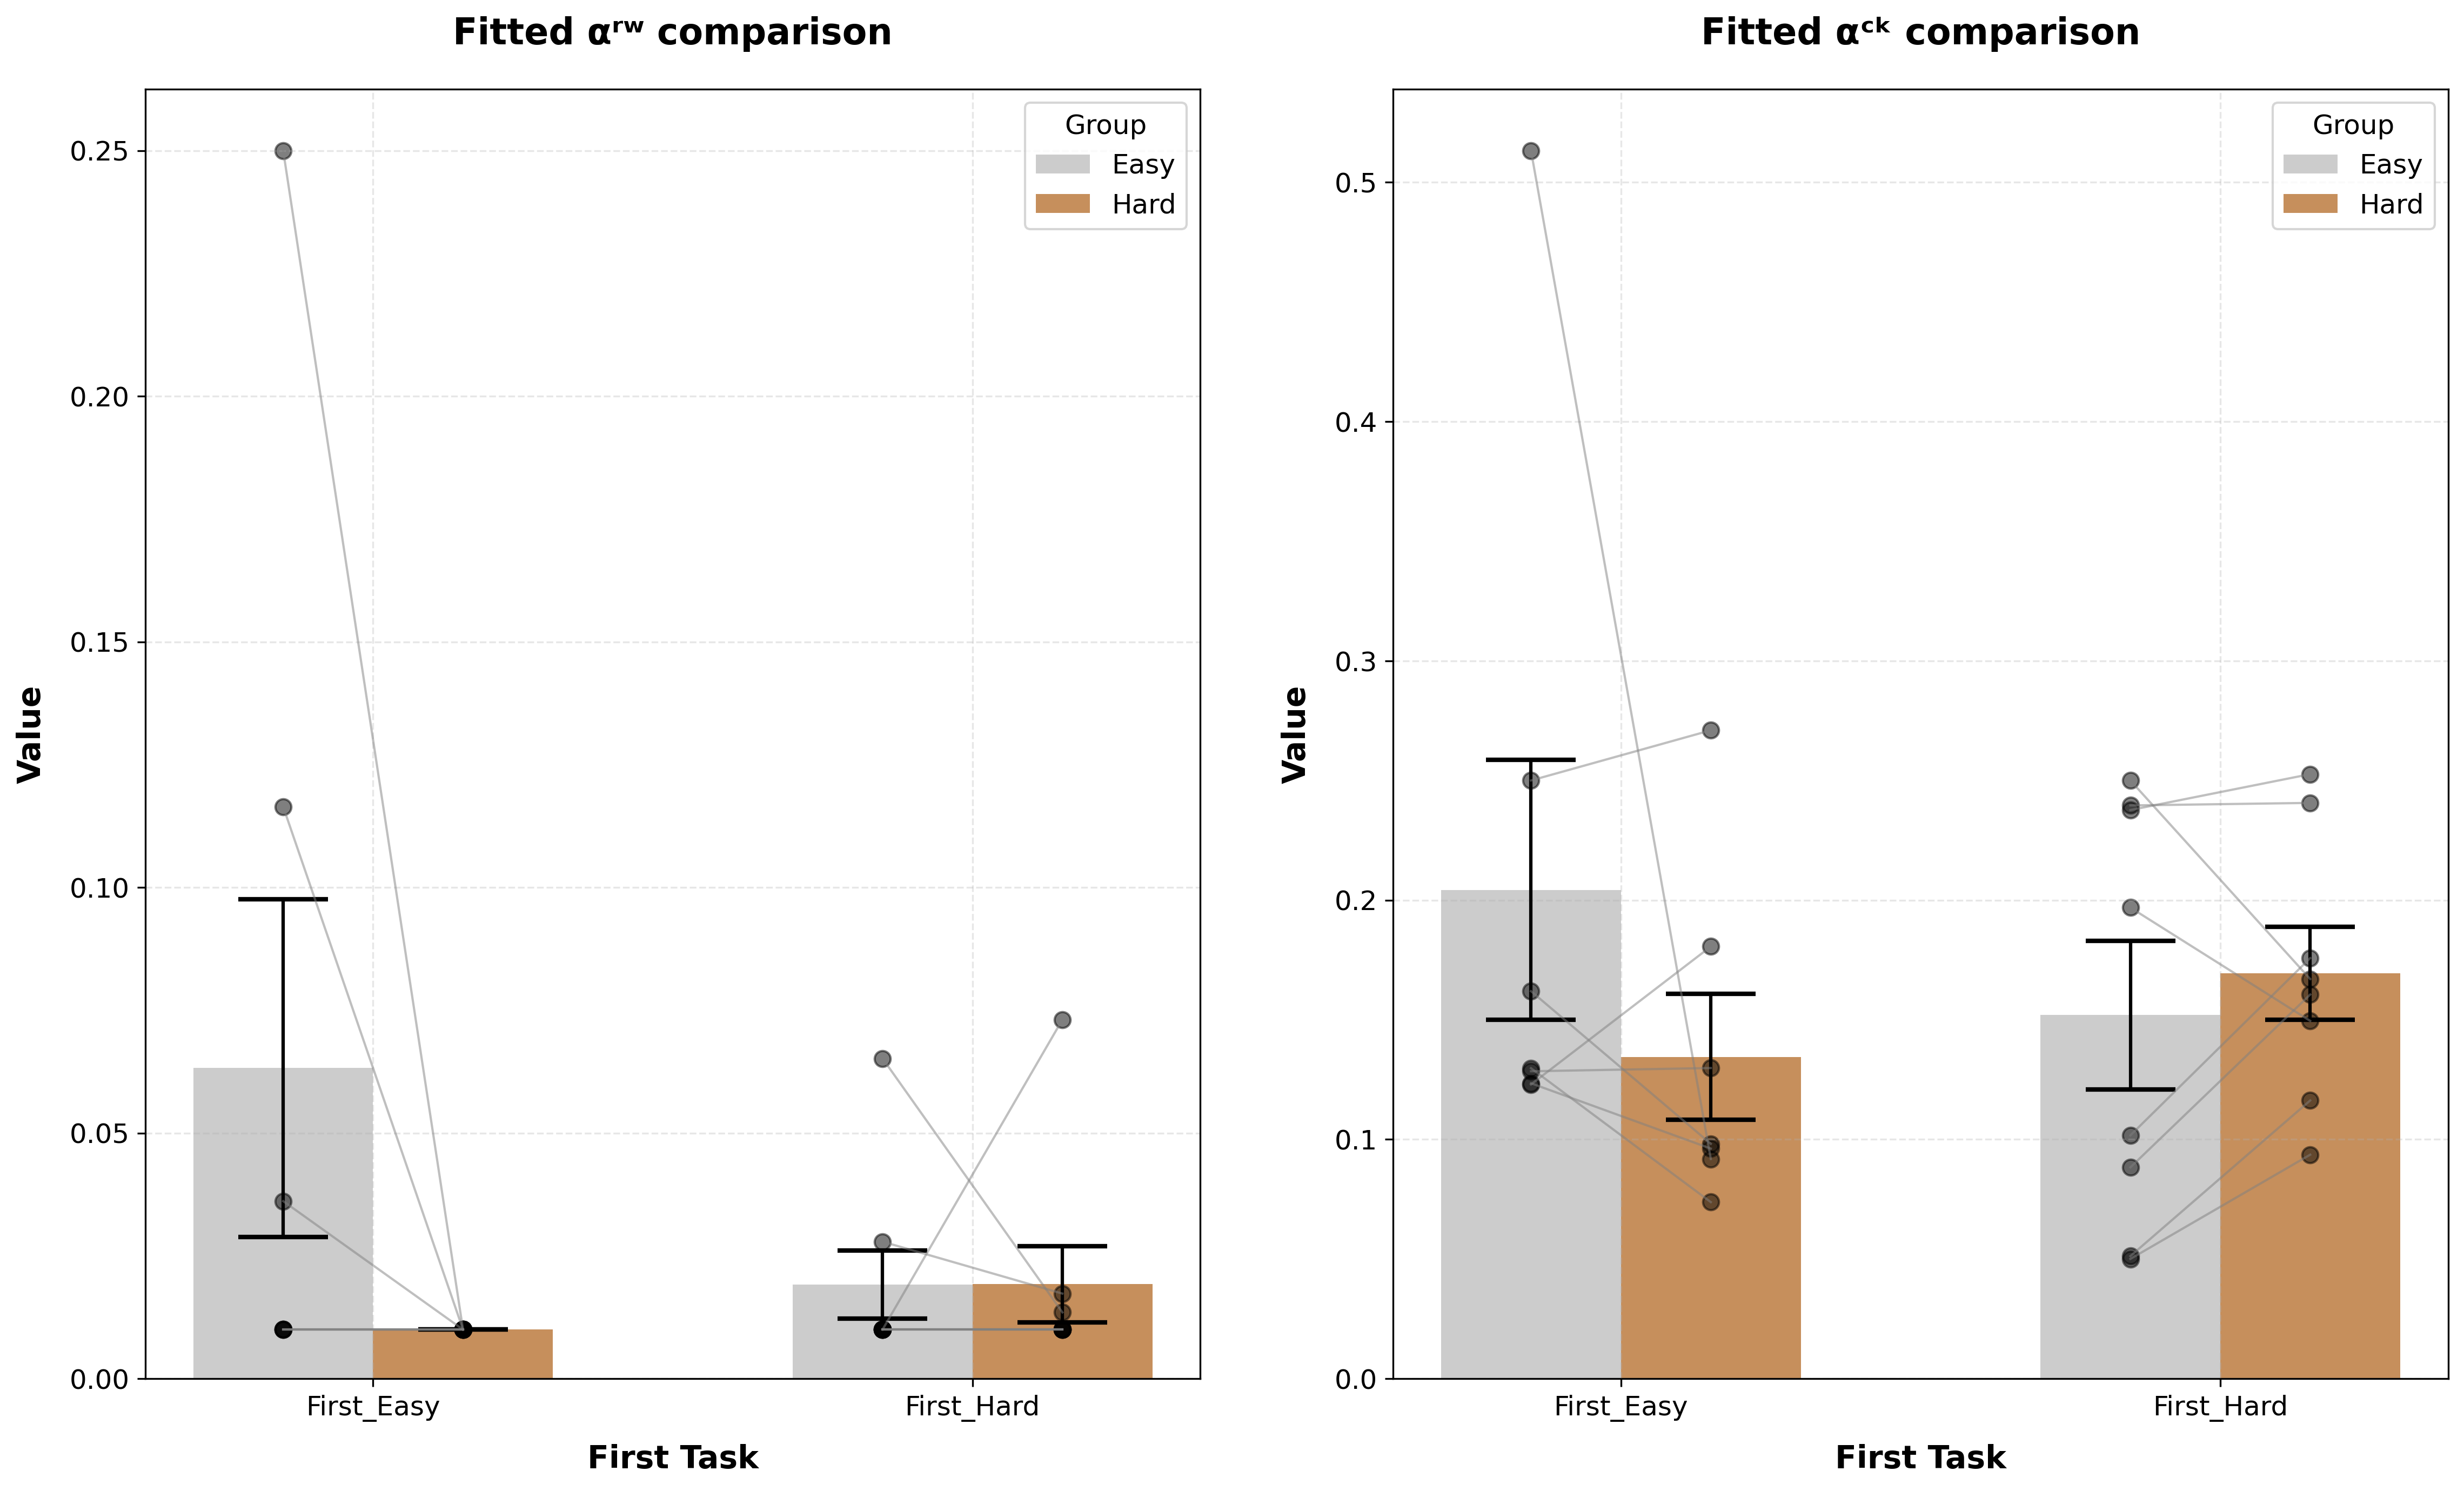 Fitted αʳʷ comparison
Value
0.25
0.20
0.15
0.10
0.05
0.00
Group
Easy
Hard
First_Easy
First_Hard
First Task
Fitted αᶜᵏ comparison
Value
0.5
0.4
0.3
0.2
0.1
0.0
Group
Easy
Hard
First_Easy
First_Hard
First Task